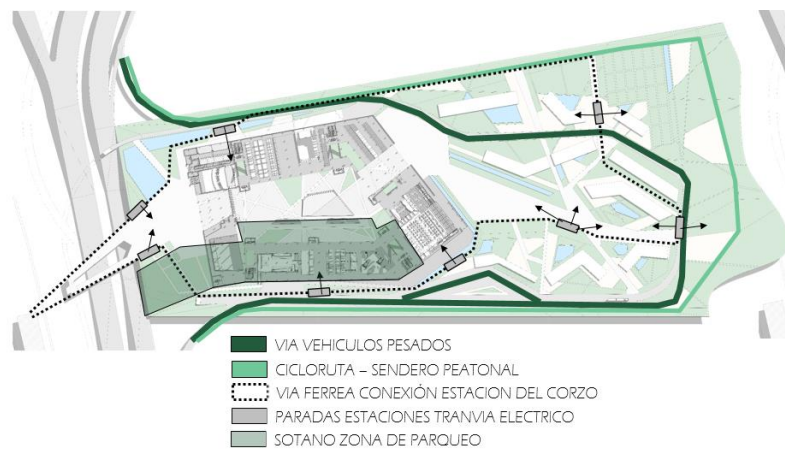 VIA VEHICULOS PESADOS
CICLORUTA – SENDERO PEATONAL
VIA FERREA CONEXIÓN ESTACION DEL CORZO
PARADAS ESTACIONES TRANVIA ELECTRICO
SOTANO ZONA DE PARQUEO